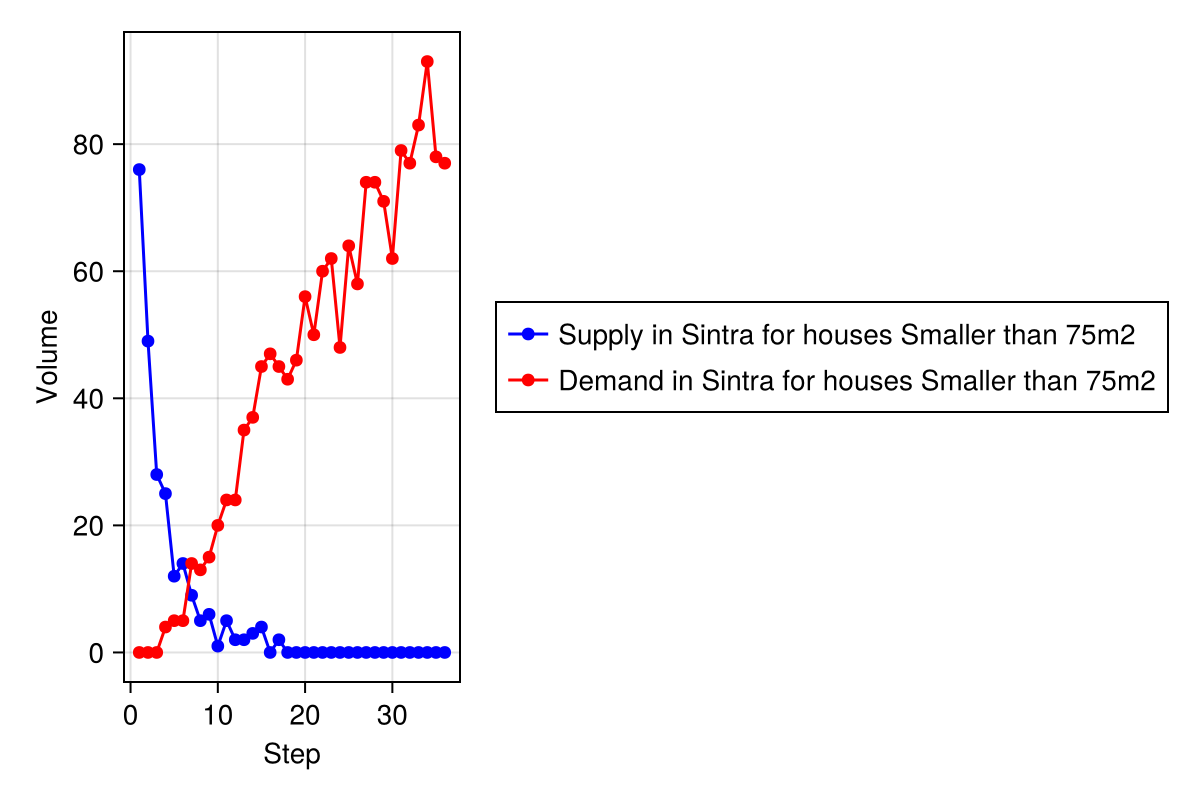 Volume
80
60
40
20
0
0 10 20 30
Step
Supply in Sintra for houses Smaller than 75m2
Demand in Sintra for houses Smaller than 75m2